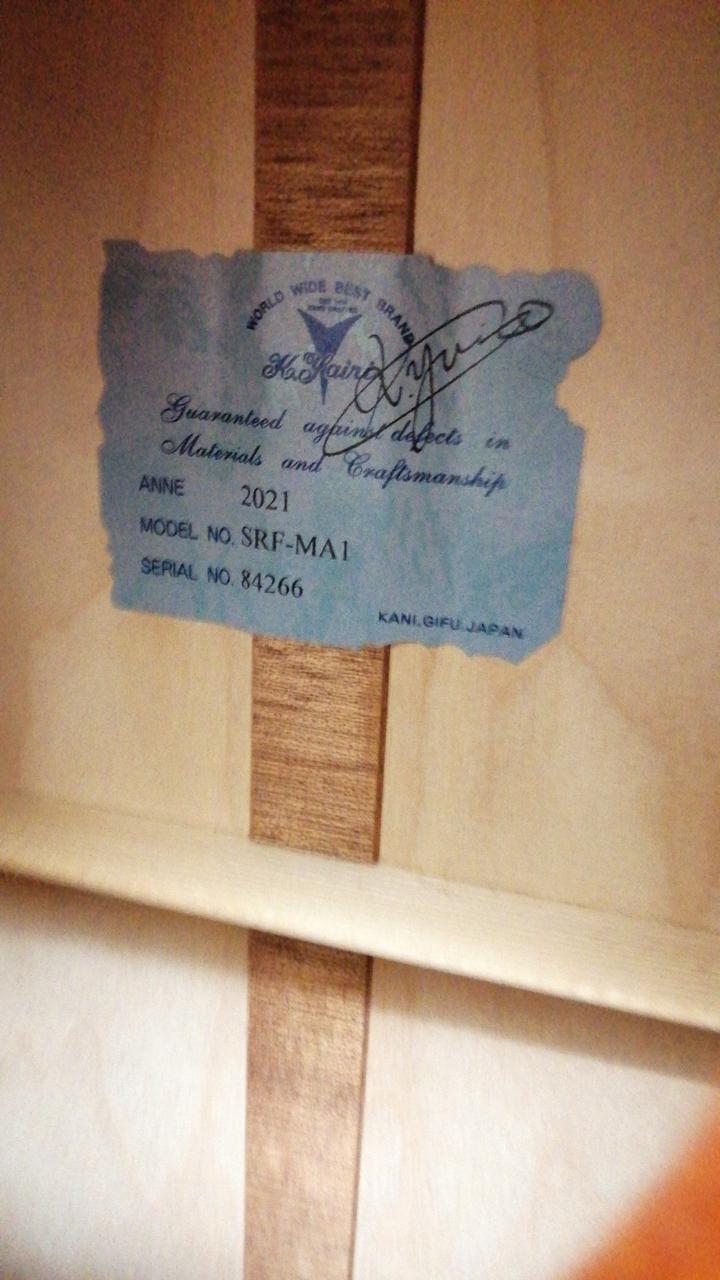 WORLD WIDE BEST BRAND
K.Yairi
K.Yairi
Guaranteed against defects in
Materials and Craftsmanship
ANNE 2021
MODEL NO. SRF-MA1
SERIAL NO. 84266
KANI.GIFU.JAPAN